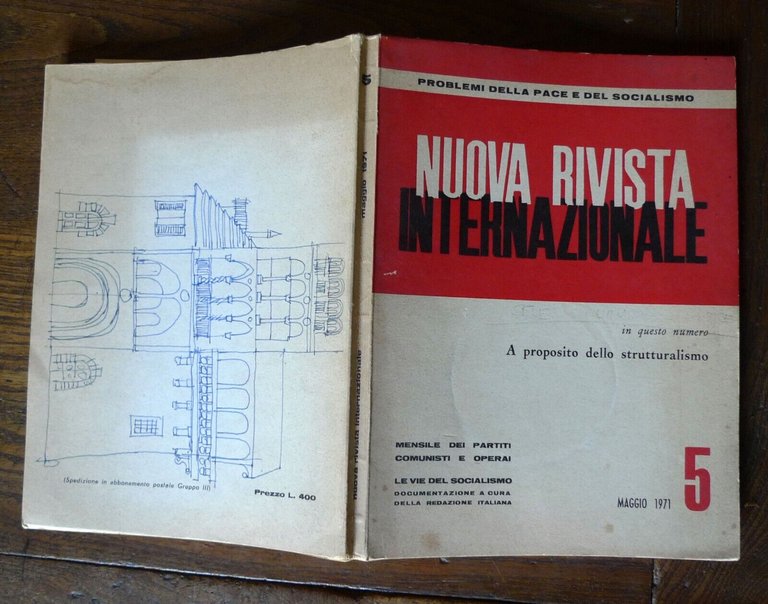 PROBLEMI DELLA PACE E DEL SOCIALISMO
NUOVA RIVISTA
INTERNAZIONALE
in questo numero
A proposito dello strutturalismo
MENSILE DEI PARTITI
COMUNISTI E OPERAI
LE VIE DEL SOCIALISMO
DOCUMENTAZIONE A CURA
DELLA REDAZIONE ITALIANA
MAGGIO 1971
5
nuova rivista internazionale
maggio 1971
5
(Spedizione in abbonamento postale Gruppo III)
Prezzo L. 400